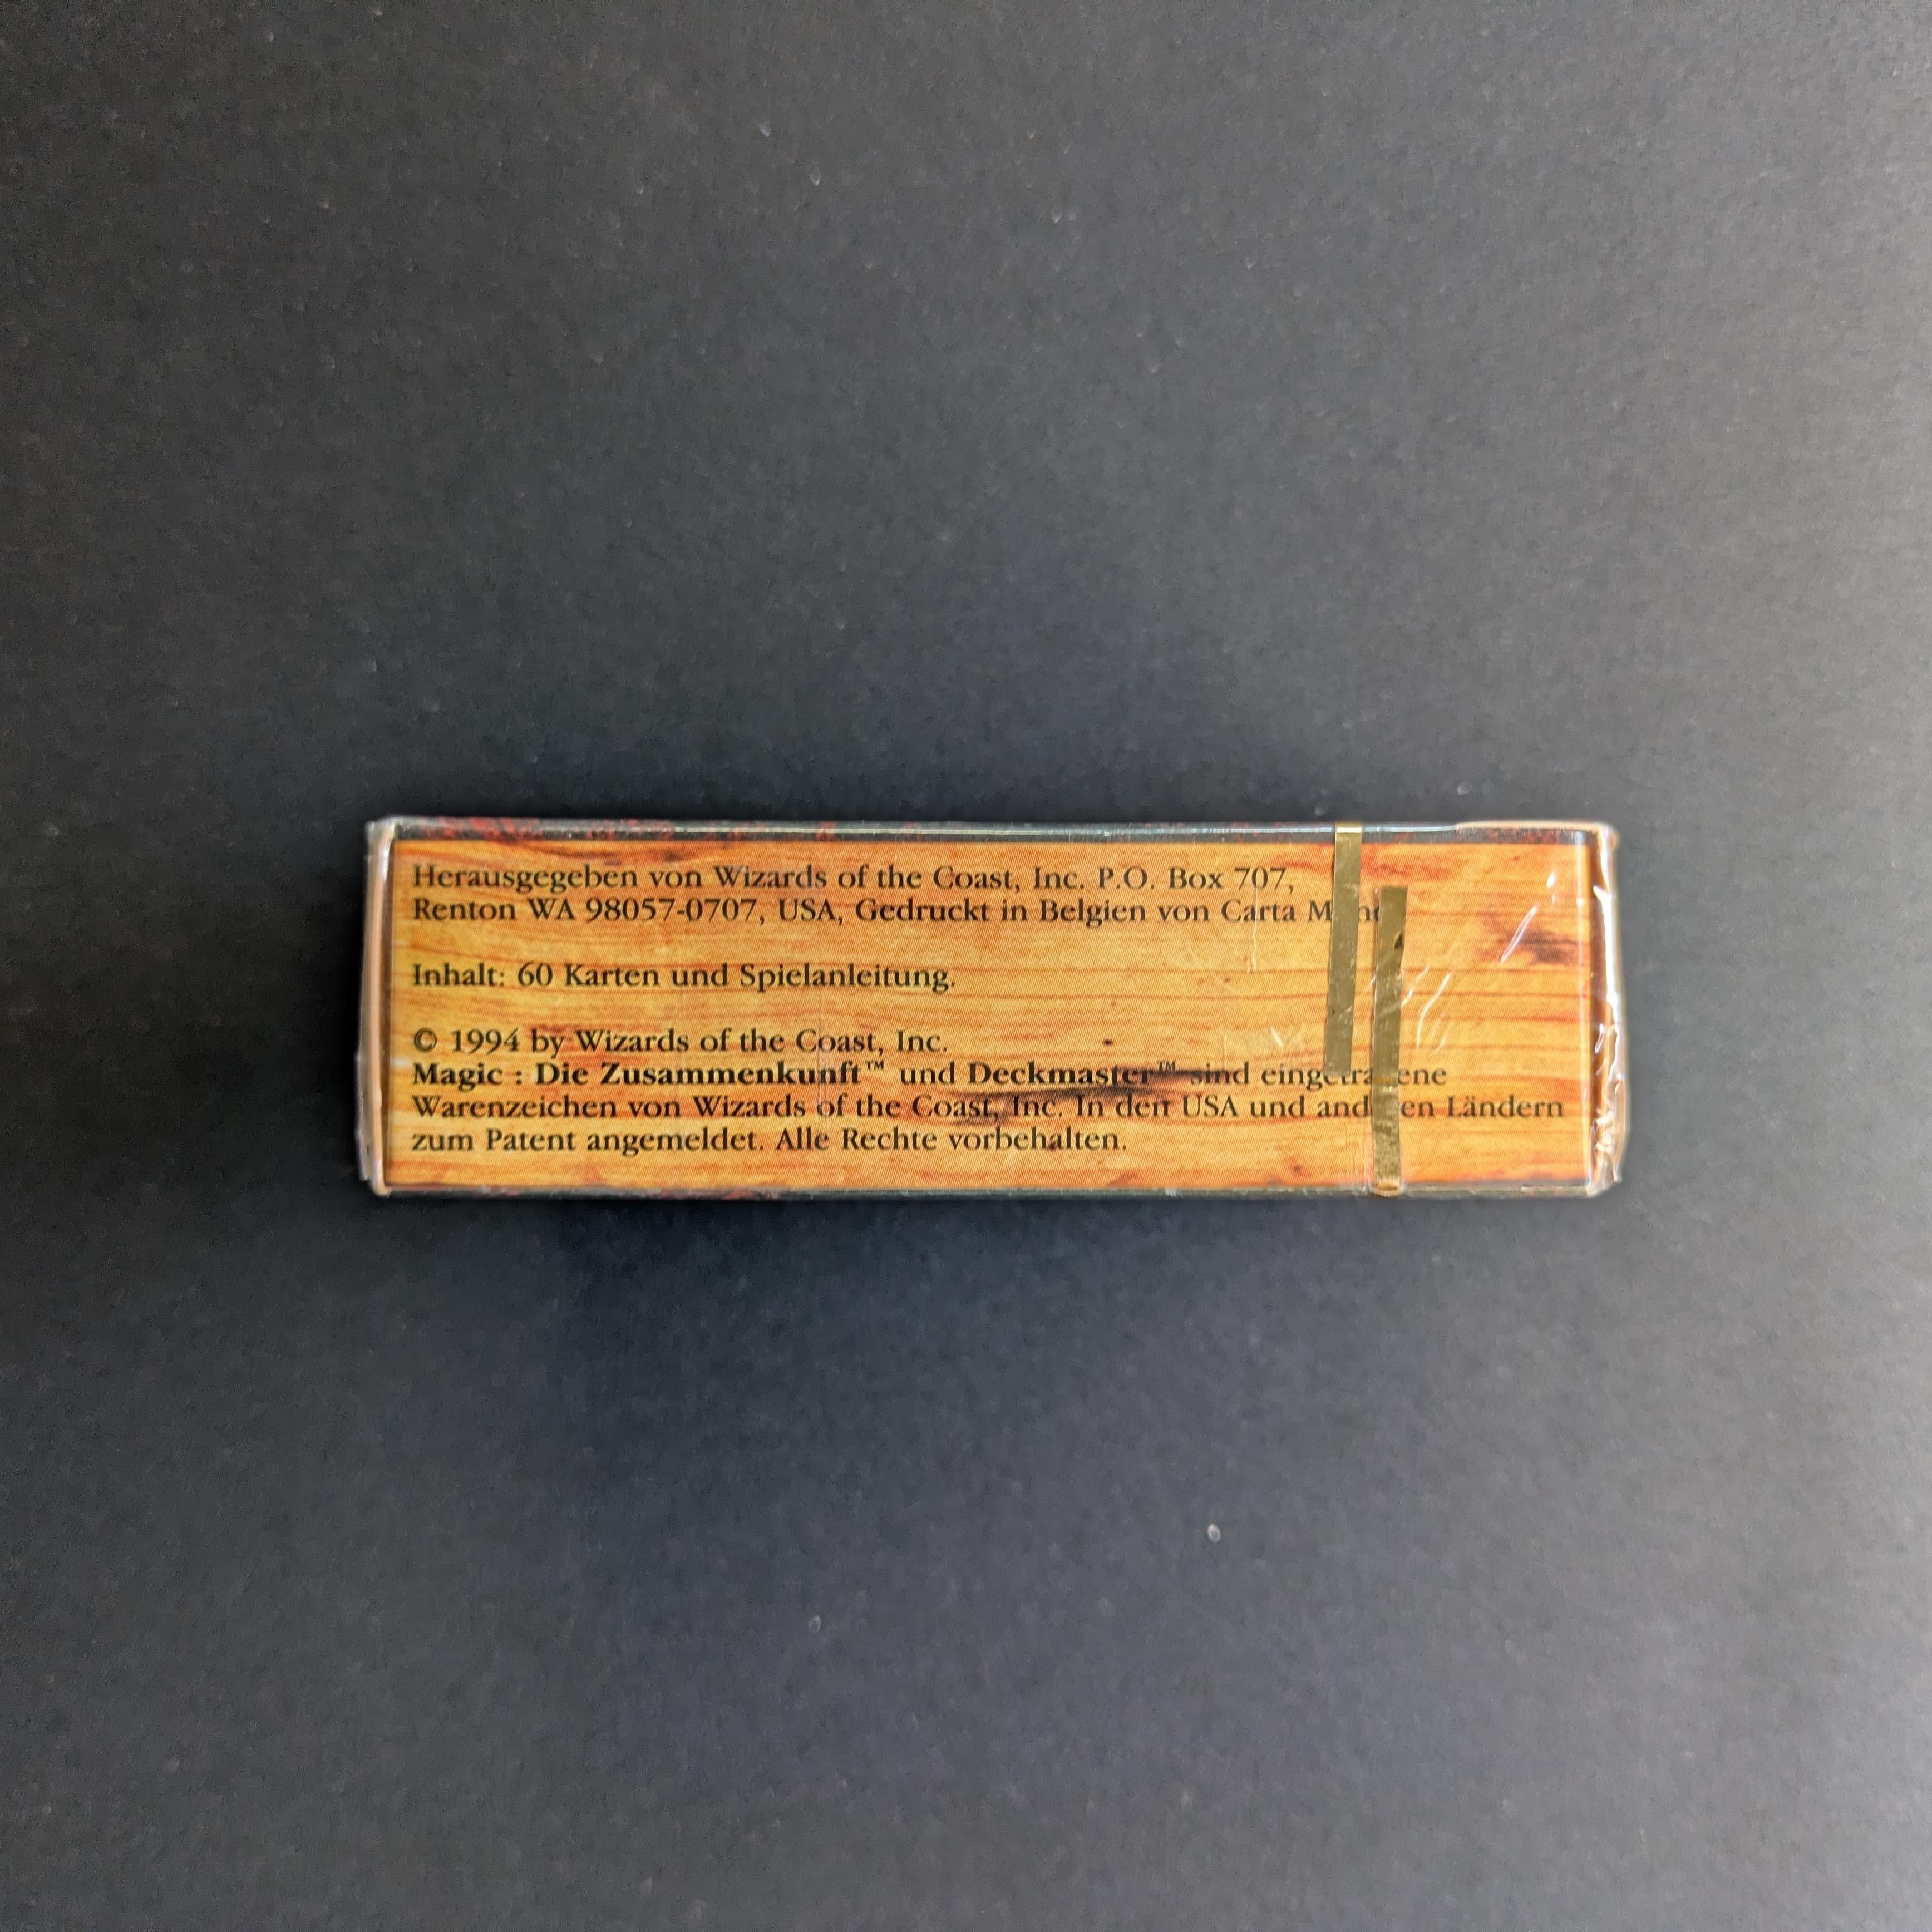 Herausgegeben von Wizards of the Coast, Inc. P.O. Box 707,
Renton WA 98057-0707, USA, Gedruckt in Belgien von Carta
Inhalt: 60 Karten und Spielanleitung.
© 1994 by Wizards of the Coast, Inc.
Magic : Die Zusammenkunft™ und Deckmaster™ sind eingetragene
Warenzeichen von Wizards of the Coast, Inc. In den USA und anderen Ländern
zum Patent angemeldet. Alle Rechte vorbehalten.